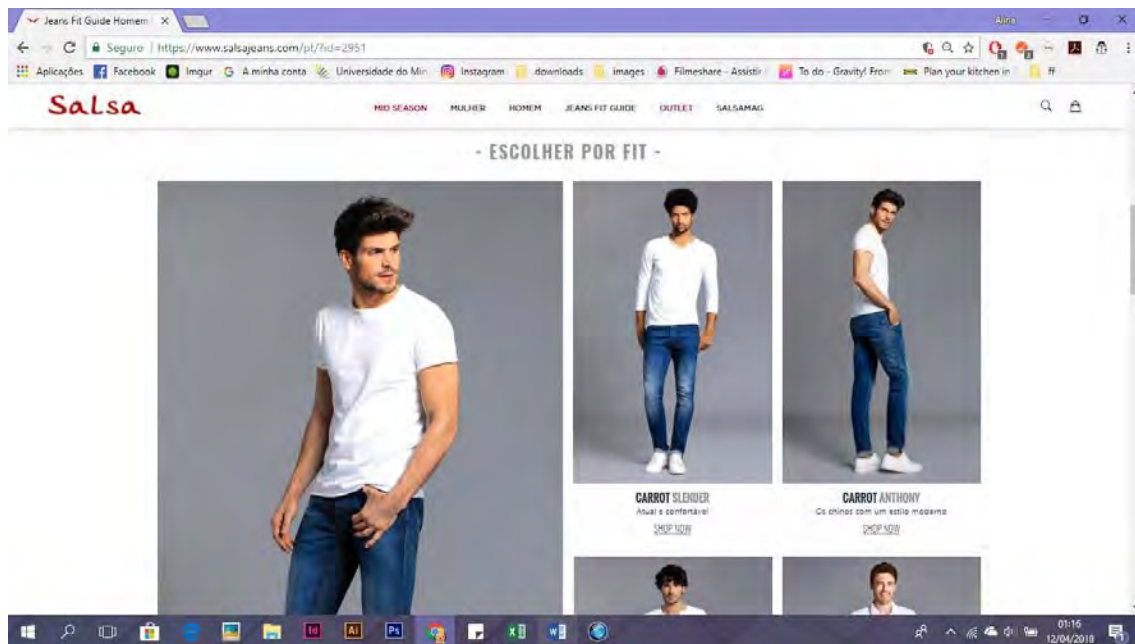 Jeans Fit Guide Homem
Alina
Seguro | https://www.salsajeans.com/pt/?id=2951
Aplicações Facebook Imgur A minha conta Universidade do Min Instagram downloads images Filmeshare - Assistir To do - Gravity! From Plan your kitchen in ff
Salsa MID SEASON MULHER HOMEM JEANS FIT GUIDE OUTLET SALSAMAG
- ESCOLHER POR FIT -
CARROT SLENDER
Atual e confortável
SHOP NOW
CARROT ANTHONY
Os chinos com um estilo moderno
SHOP NOW
01:16
12/04/2018